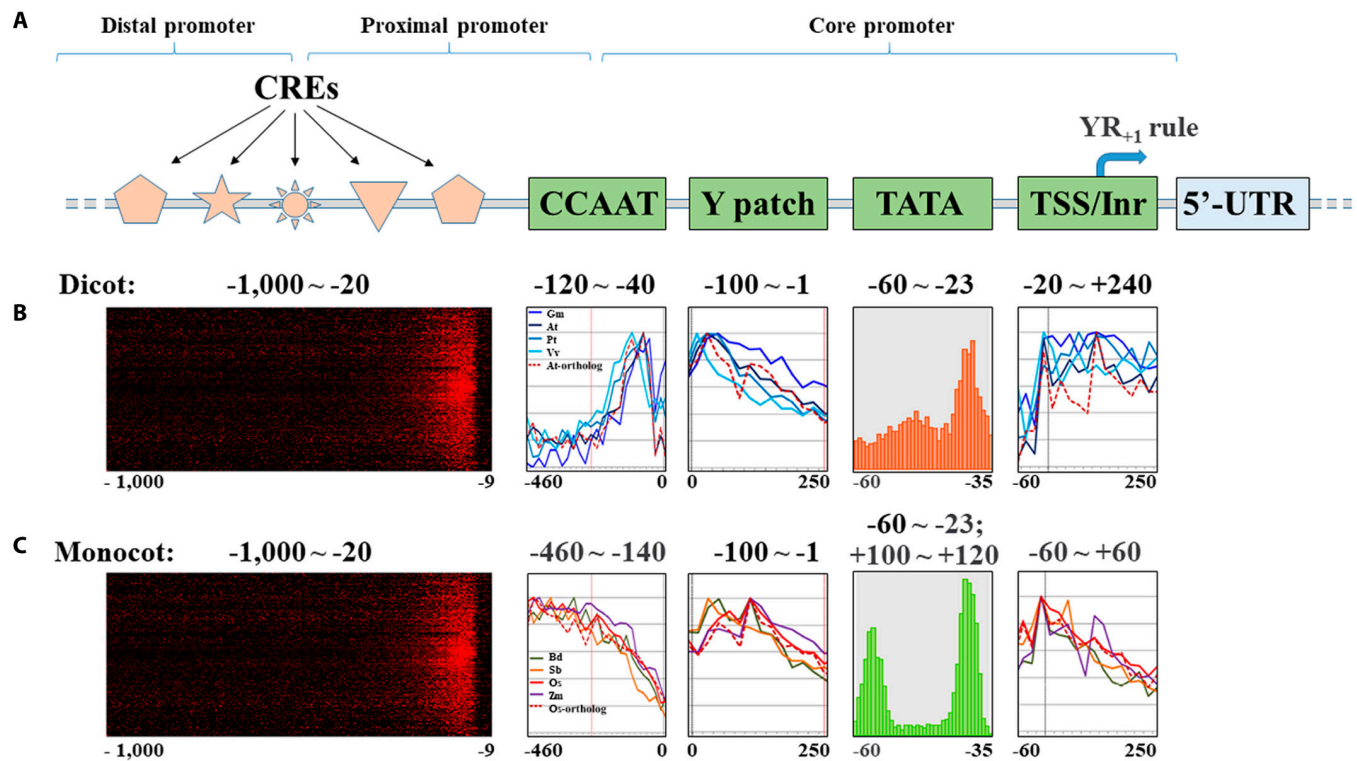 A
Distal promoter
Proximal promoter
Core promoter
CREs
YR+1 rule
CCAAT
Y patch
TATA
TSS/Inr
5’-UTR
Dicot:
-1,000 ~ -20
-120 ~ -40
-100 ~ -1
-60 ~ -23
-20 ~ +240
B
Gm
At
Pt
Vv
At-ortholog
- 1,000
-9
-460
0
0
250
-60
-35
-60
250
C
Monocot:
-1,000 ~ -20
-460 ~ -140
-100 ~ -1
-60 ~ -23;
+100 ~ +120
-60 ~ +60
Bd
Sb
Os
Zm
Os-ortholog
- 1,000
-9
-460
0
0
250
-60
-35
-60
250